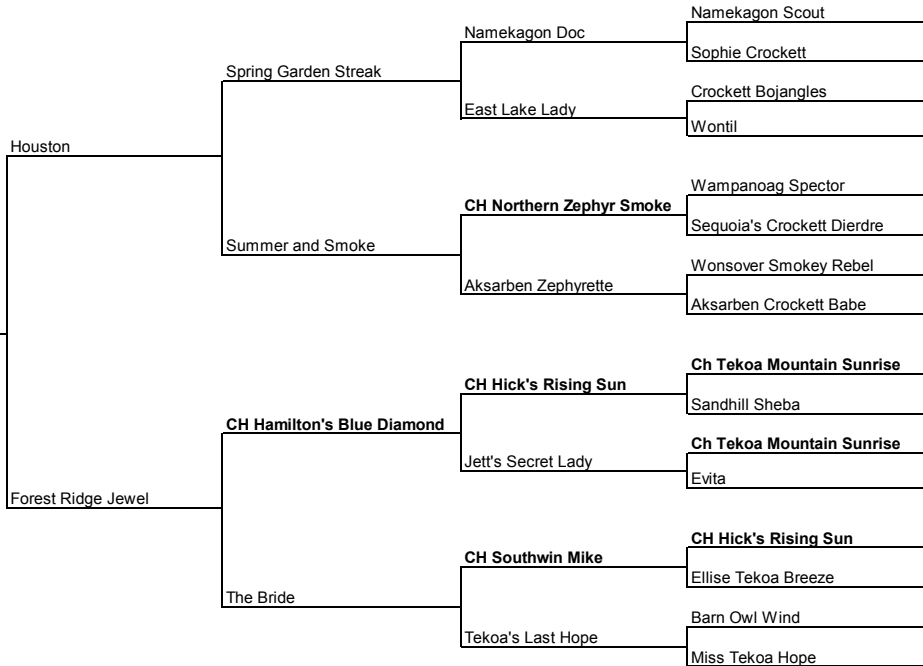 Namekagon Scout
Namekagon Doc
Sophie Crockett
Spring Garden Streak
Crockett Bojangles
East Lake Lady
Wontil
Houston
Wampanoag Spector
CH Northern Zephyr Smoke
Sequoia's Crockett Dierdre
Summer and Smoke
Wonsover Smokey Rebel
Aksarben Zephyrette
Aksarben Crockett Babe
Ch Tekoa Mountain Sunrise
CH Hick's Rising Sun
Sandhill Sheba
CH Hamilton's Blue Diamond
Ch Tekoa Mountain Sunrise
Jett's Secret Lady
Evita
Forest Ridge Jewel
CH Hick's Rising Sun
CH Southwin Mike
Ellise Tekoa Breeze
The Bride
Barn Owl Wind
Tekoa's Last Hope
Miss Tekoa Hope